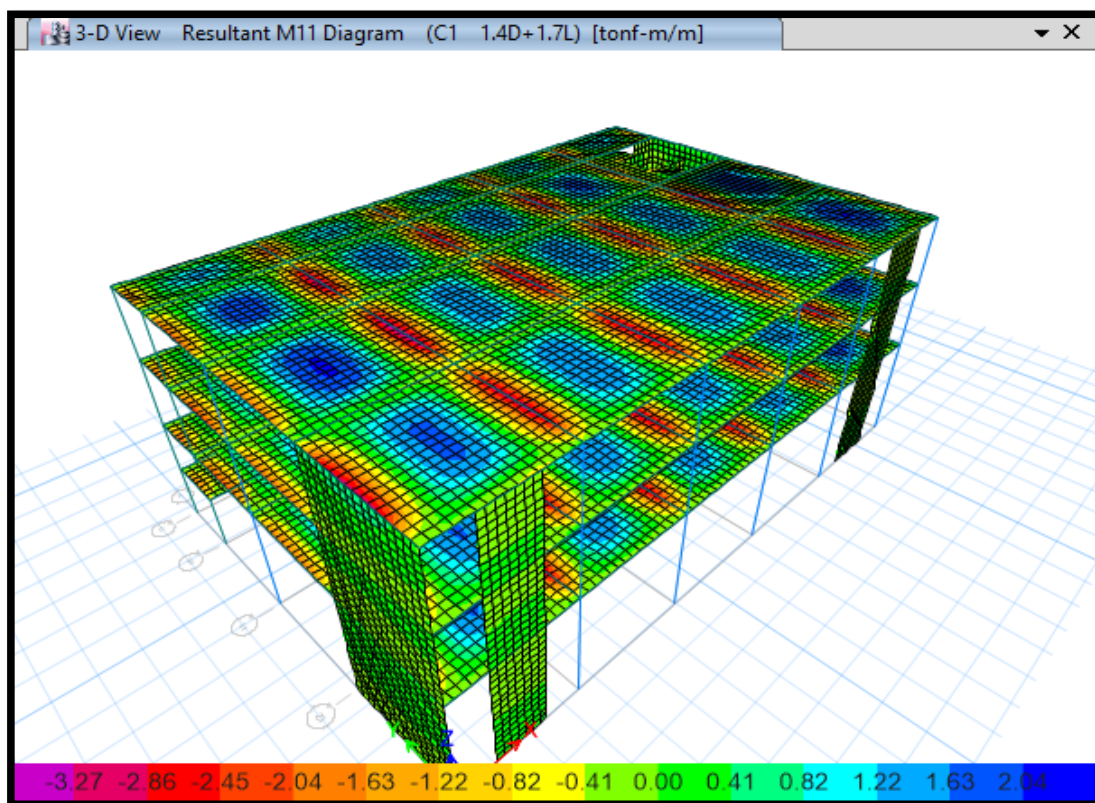 3-D View Resultant M11 Diagram (C1 1.4D+1.7L) [tonf-m/m]
Z
X
-3.27 -2.86 -2.45 -2.04 -1.63 -1.22 -0.82 -0.41 0.00 0.41 0.82 1.22 1.63 2.04